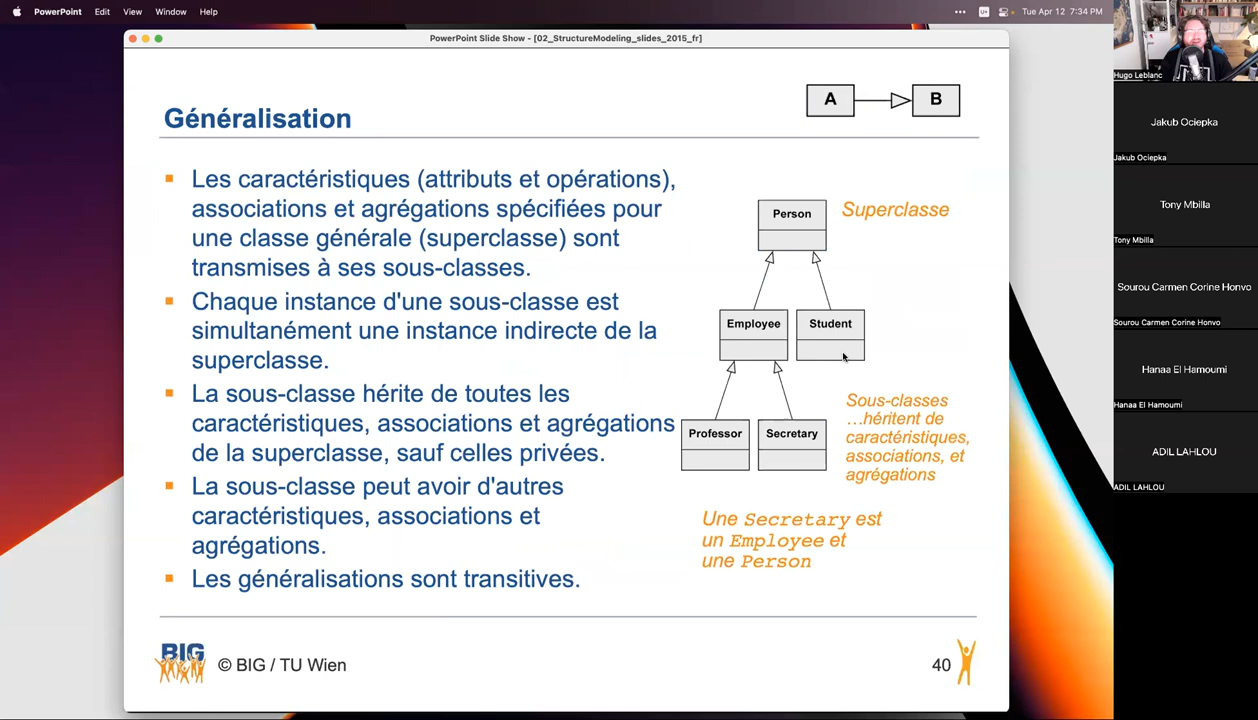 PowerPoint Edit View Window Help
Tue Apr 12 7:34 PM
PowerPoint Slide Show - [02_StructureModeling_slides_2015_fr]
Généralisation
A
B
Les caractéristiques (attributs et opérations),
associations et agrégations spécifiées pour
une classe générale (superclasse) sont
transmises à ses sous-classes.
Chaque instance d'une sous-classe est
simultanément une instance indirecte de la
superclasse.
La sous-classe hérite de toutes les
caractéristiques, associations et agrégations
de la superclasse, sauf celles privées.
La sous-classe peut avoir d'autres
caractéristiques, associations et
agrégations.
Les généralisations sont transitives.
Person
Superclasse
Employee
Student
Professor
Secretary
Sous-classes
...héritent de
caractéristiques,
associations, et
agrégations
Une Secretary est
un Employee et
une Person
BIG
© BIG / TU Wien
40
Hugo Leblanc
Jakub Ociepka
Jakub Ociepka
Tony Mbilla
Tony Mbilla
Sourou Carmen Corine Honvo
Sourou Carmen Corine Honvo
Hanaa El Hamoumi
Hanaa El Hamoumi
ADIL LAHLOU
ADIL LAHLOU